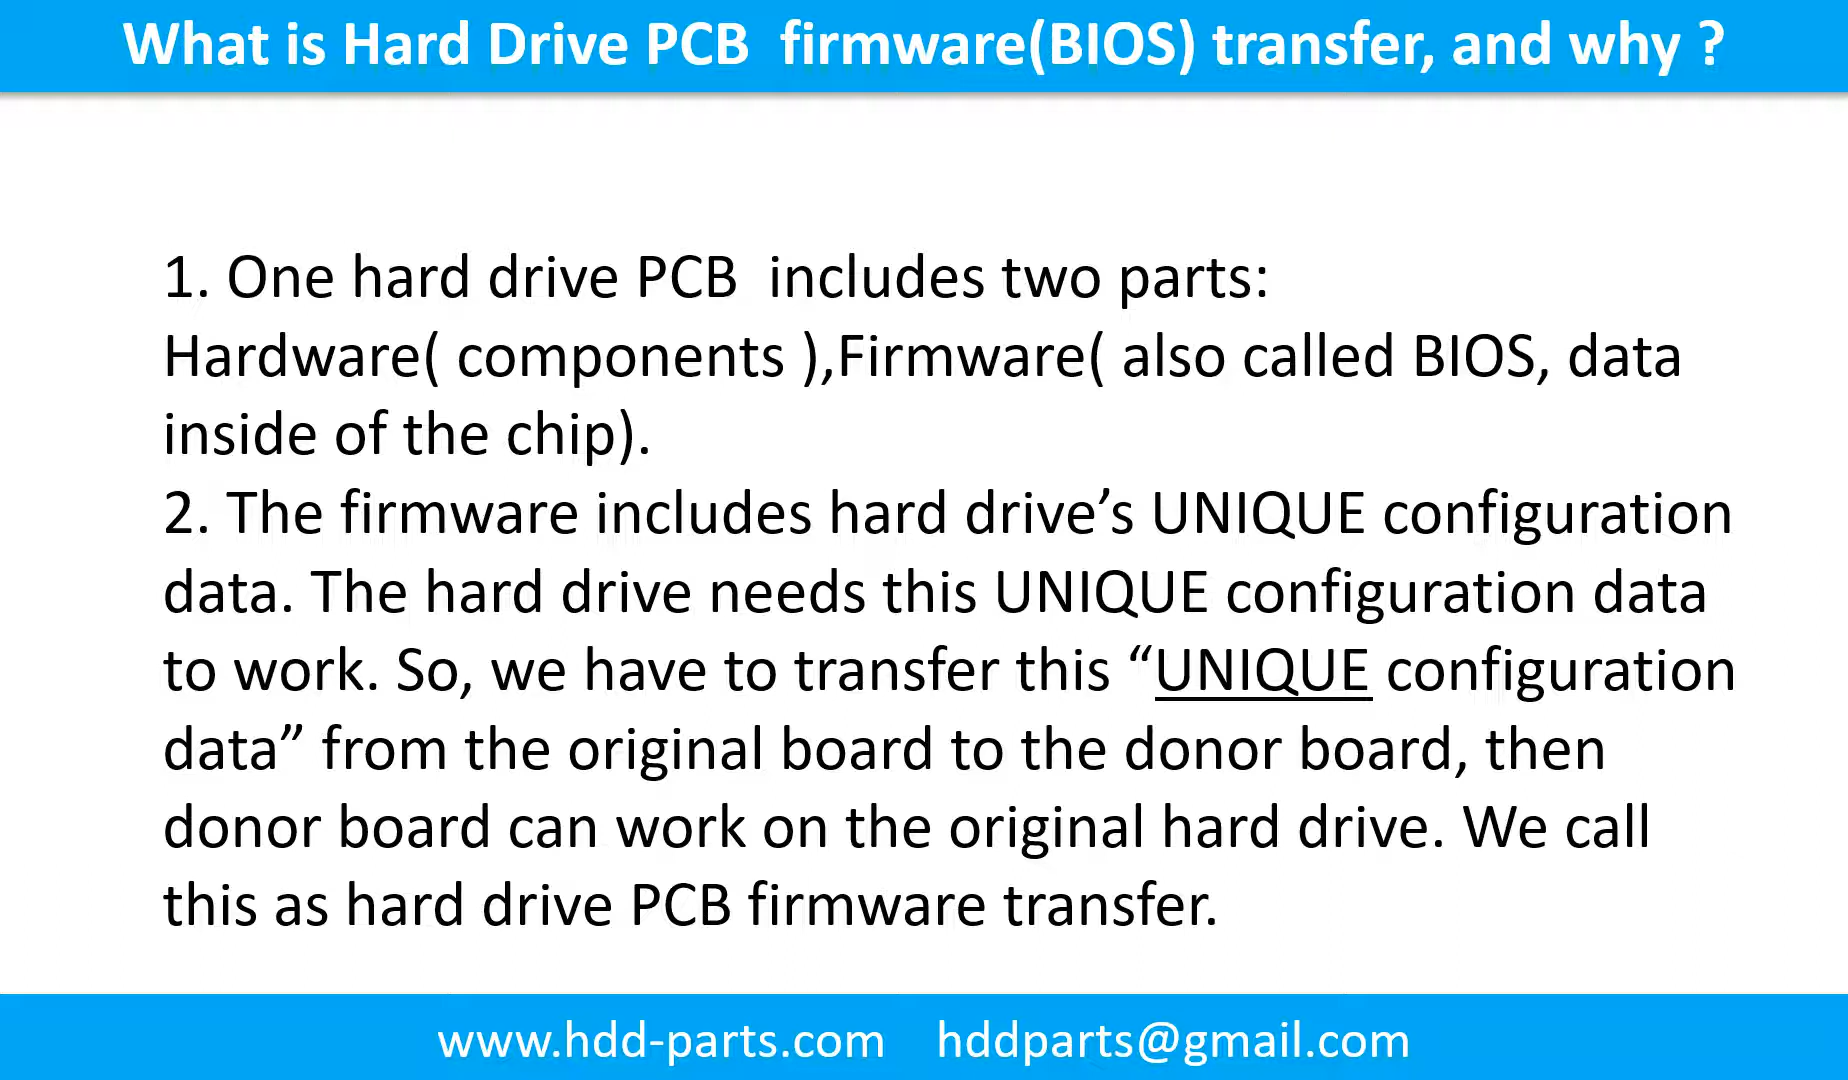 What is Hard Drive PCB  firmware(BIOS) transfer, and why ?
1. One hard drive PCB  includes two parts:
Hardware( components ),Firmware( also called BIOS, data
inside of the chip).
2. The firmware includes hard drive’s UNIQUE configuration
data. The hard drive needs this UNIQUE configuration data
to work. So, we have to transfer this “UNIQUE configuration
data” from the original board to the donor board, then
donor board can work on the original hard drive. We call
this as hard drive PCB firmware transfer.
www.hdd-parts.com    hddparts@gmail.com